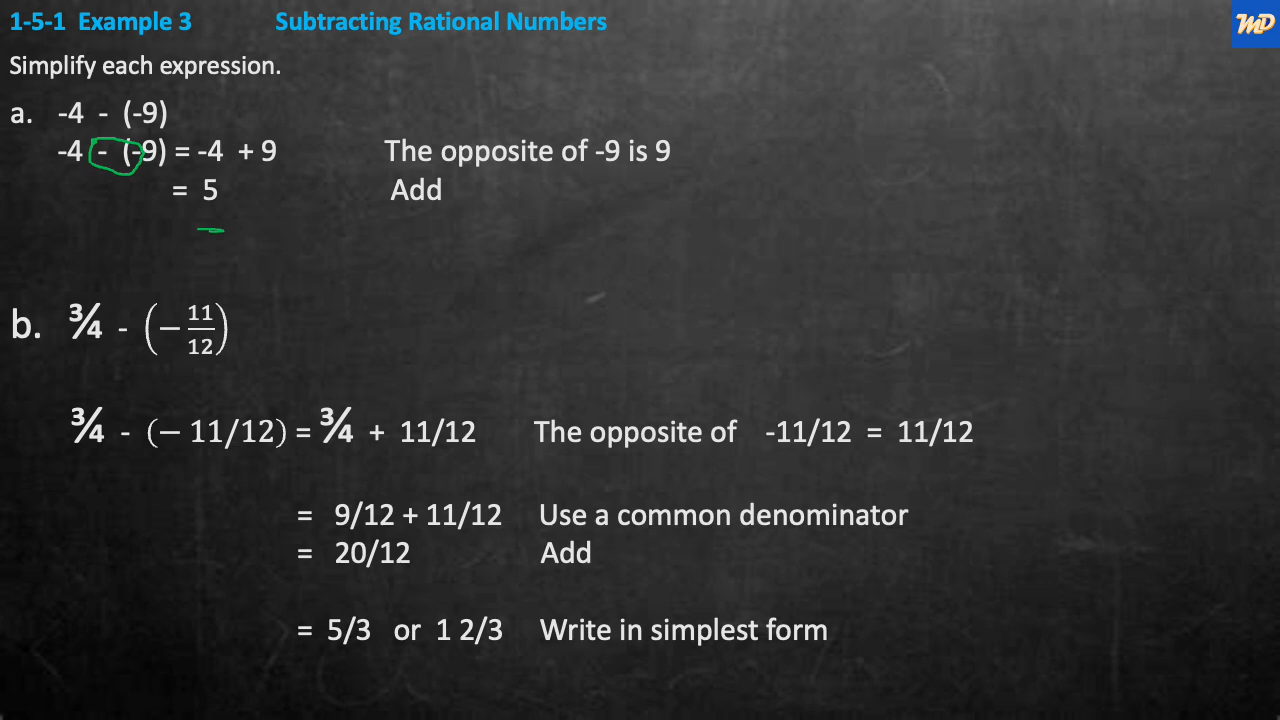 1-5-1 Example 3 Subtracting Rational Numbers
MD
Simplify each expression.
a. -4 - (-9)
-4 - (-9) = -4 + 9 The opposite of -9 is 9
= 5 Add
b. ¾ - (− 11/12)
¾ - (− 11/12) = ¾ + 11/12 The opposite of -11/12 = 11/12
= 9/12 + 11/12 Use a common denominator
= 20/12 Add
= 5/3 or 1 2/3 Write in simplest form